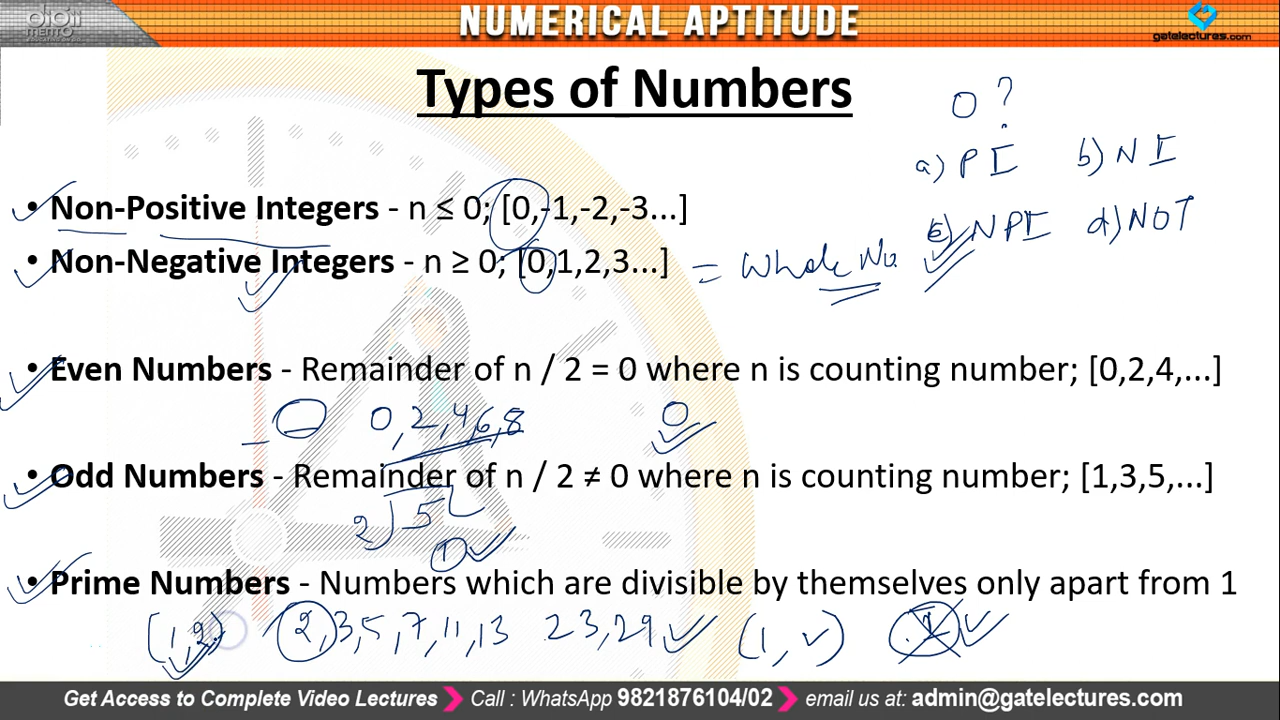 NUMERICAL APTITUDE
gatelectures.com
Types of Numbers
0 ?
a) P I b) N I
• Non-Positive Integers - n ≤ 0; [0,-1,-2,-3...]
c) NPI d) NOT
• Non-Negative Integers - n ≥ 0; [0,1,2,3...] = Whole No.
• Even Numbers - Remainder of n / 2 = 0 where n is counting number; [0,2,4,...]
0, 2, 4, 6, 8 0
• Odd Numbers - Remainder of n / 2 ≠ 0 where n is counting number; [1,3,5,...]
2 5
1
• Prime Numbers - Numbers which are divisible by themselves only apart from 1
(1,2) 2,3,5,7,11,13 23,29 (1, ) 1
Get Access to Complete Video Lectures Call : WhatsApp 9821876104/02 email us at: admin@gatelectures.com